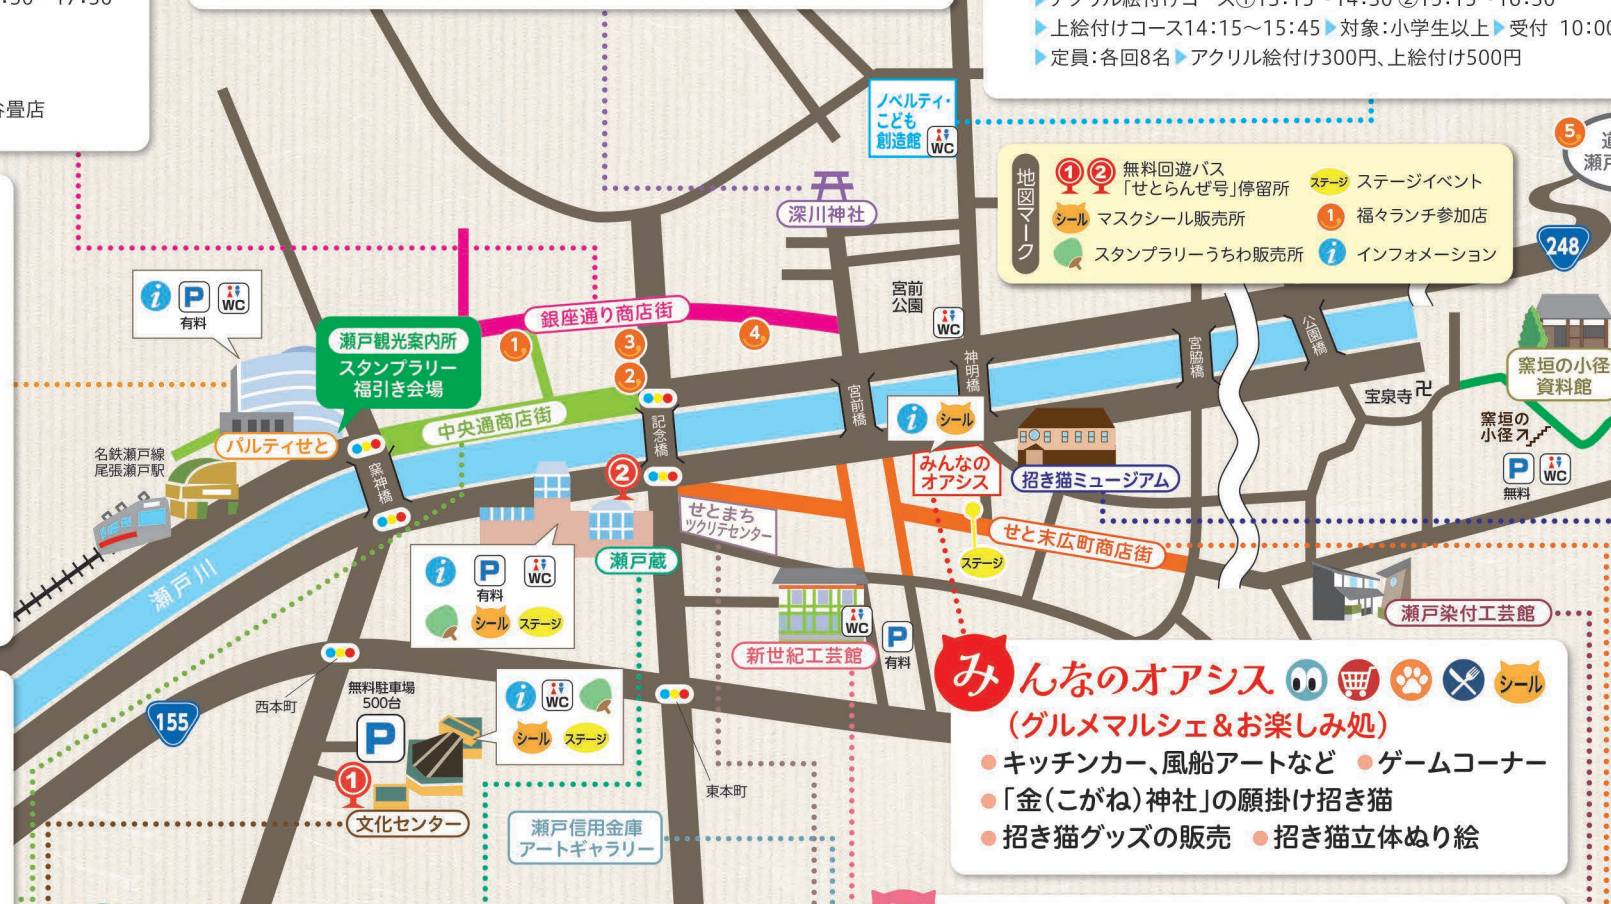 谷畳店
▶上絵付けコース14:15〜15:45▶対象:小学生以上▶受付 10:00
▶定員:各回8名▶アクリル絵付け300円、上絵付け500円
ノベルティ・
こども
創造館
WC
地図マーク
① ② 無料回遊バス
「せとらんぜ号」停留所
ステージ ステージイベント
シール マスクシール販売所
1 福々ランチ参加店
スタンプラリーうちわ販売所
i インフォメーション
5
瀬戸
248
深川神社
宮前
公園
WC
i P WC
有料
銀座通り商店街
1
3
2
4
瀬戸観光案内所
スタンプラリー
福引き会場
中央通商店街
パルティせと
名鉄瀬戸線
尾張瀬戸駅
窯神橋
記念橋
宮前橋
神明橋
宮脇橋
公園橋
宝泉寺卍
窯垣の小径
資料館
窯垣の
小径
P WC
無料
i シール
みんなの
オアシス
招き猫ミュージアム
瀬戸川
②
せとまち
ツクリテセンター
せと末広町商店街
ステージ
瀬戸蔵
i P WC
有料
シール ステージ
新世紀工芸館
WC
P
有料
瀬戸染付工芸館
155
西本町
無料駐車場
500台
P
①
文化センター
i WC
シール ステージ
東本町
瀬戸信用金庫
アートギャラリー
みんなのオアシス シール
(グルメマルシェ&お楽しみ処)
●キッチンカー、風船アートなど ●ゲームコーナー
●「金(こがね)神社」の願掛け招き猫
●招き猫グッズの販売 ●招き猫立体ぬり絵